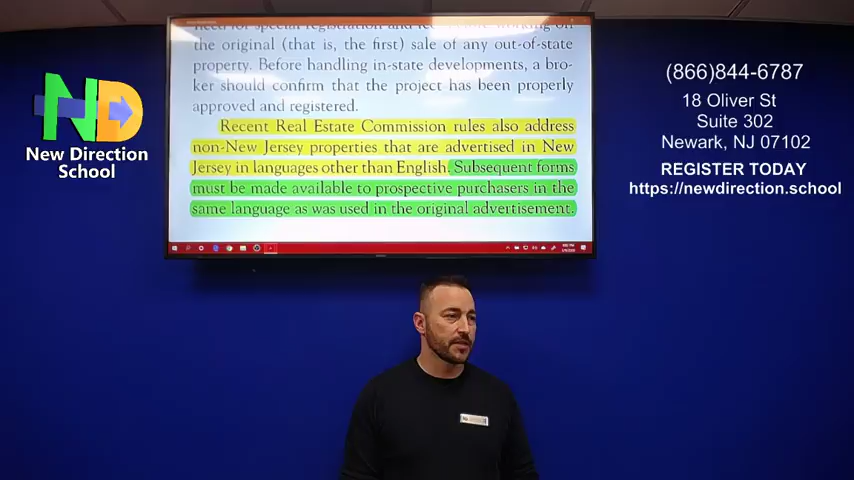 the original (that is, the first) sale of any out-of-state
property. Before handling in-state developments, a bro-
ker should confirm that the project has been properly
approved and registered.
Recent Real Estate Commission rules also address
non-New Jersey properties that are advertised in New
Jersey in languages other than English. Subsequent forms
must be made available to prospective purchasers in the
same language as was used in the original advertisement.
ND
New Direction
School
(866)844-6787
18 Oliver St
Suite 302
Newark, NJ 07102
REGISTER TODAY
https://newdirection.school